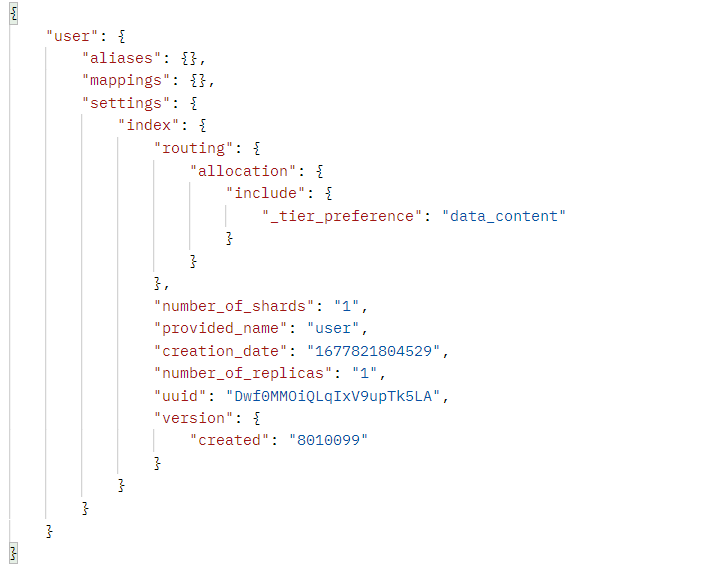 {
    "user": {
        "aliases": {},
        "mappings": {},
        "settings": {
            "index": {
                "routing": {
                    "allocation": {
                        "include": {
                            "_tier_preference": "data_content"
                        }
                    }
                },
                "number_of_shards": "1",
                "provided_name": "user",
                "creation_date": "1677821804529",
                "number_of_replicas": "1",
                "uuid": "Dwf0MMOiQLqIxV9upTk5LA",
                "version": {
                    "created": "8010099"
                }
            }
        }
    }
}